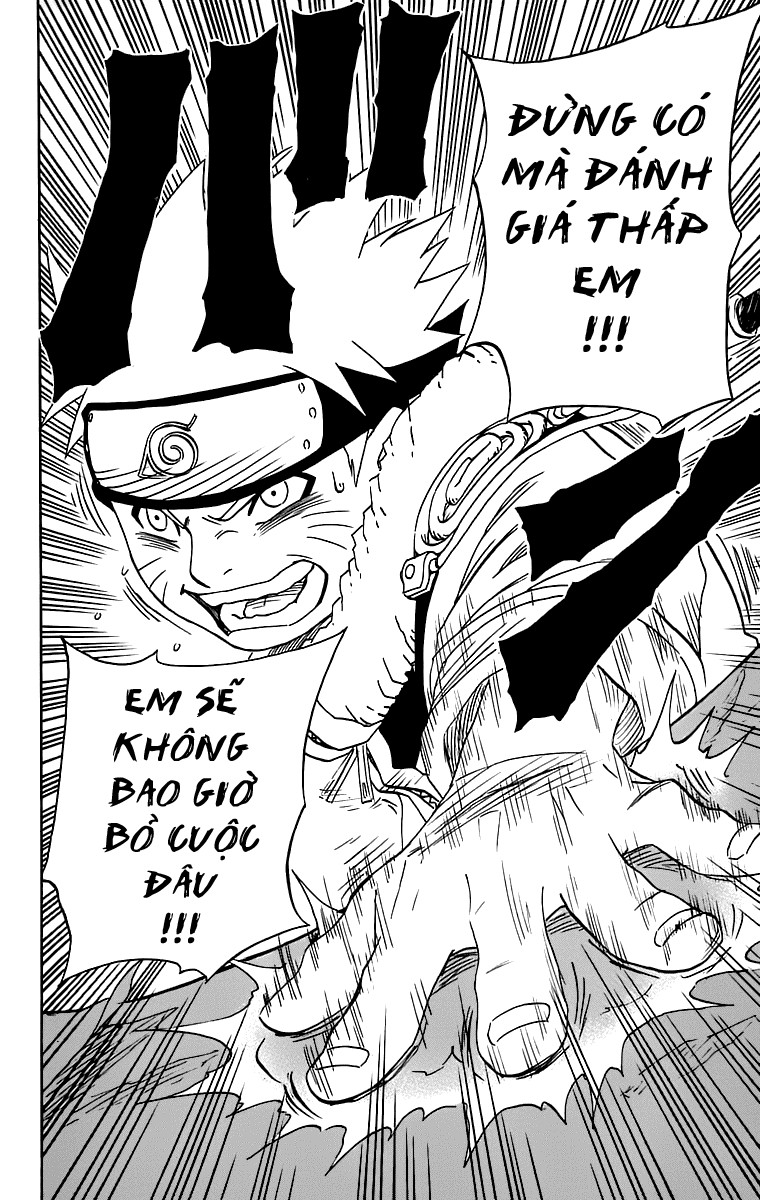 ĐỪNG CÓ
MÀ ĐÁNH
GIÁ THẤP
EM
!!!
EM SẼ
KHÔNG
BAO GIỜ
BỎ CUỘC
ĐÂU
!!!